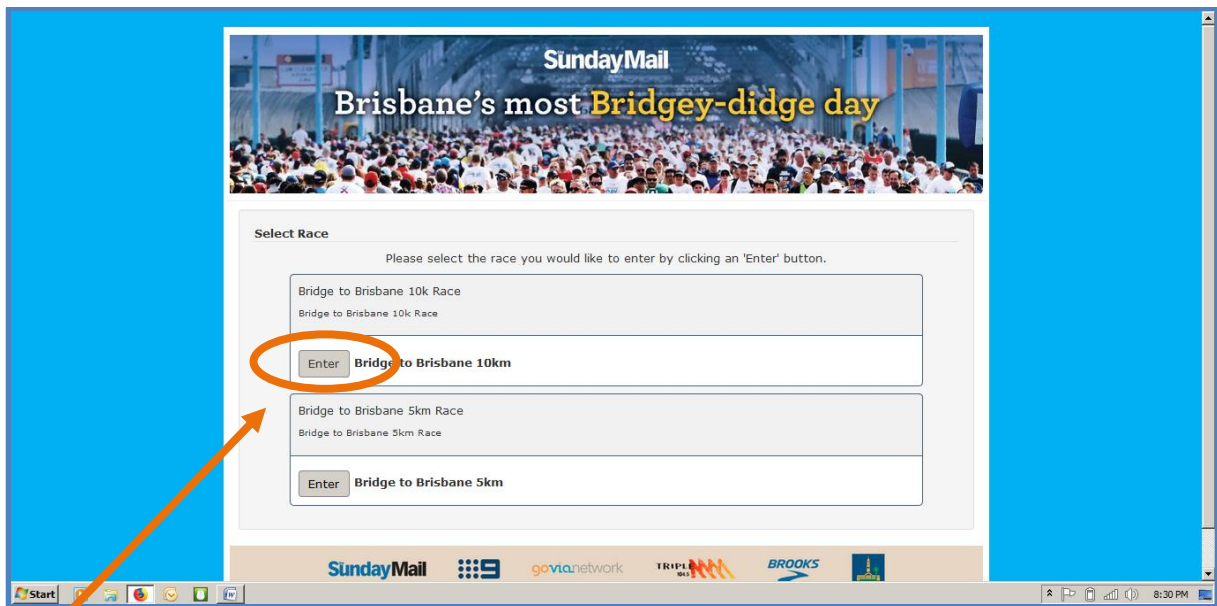 SundayMail
Brisbane's most Bridgey-didge day
Select Race
Please select the race you would like to enter by clicking an 'Enter' button.
Bridge to Brisbane 10k Race
Bridge to Brisbane 10k Race
Enter Bridge to Brisbane 10km
Bridge to Brisbane 5km Race
Bridge to Brisbane 5km Race
Enter Bridge to Brisbane 5km
SundayMail 9 govianetwork TRIPLE MMM 104.5 BROOKS
Start 8:30 PM